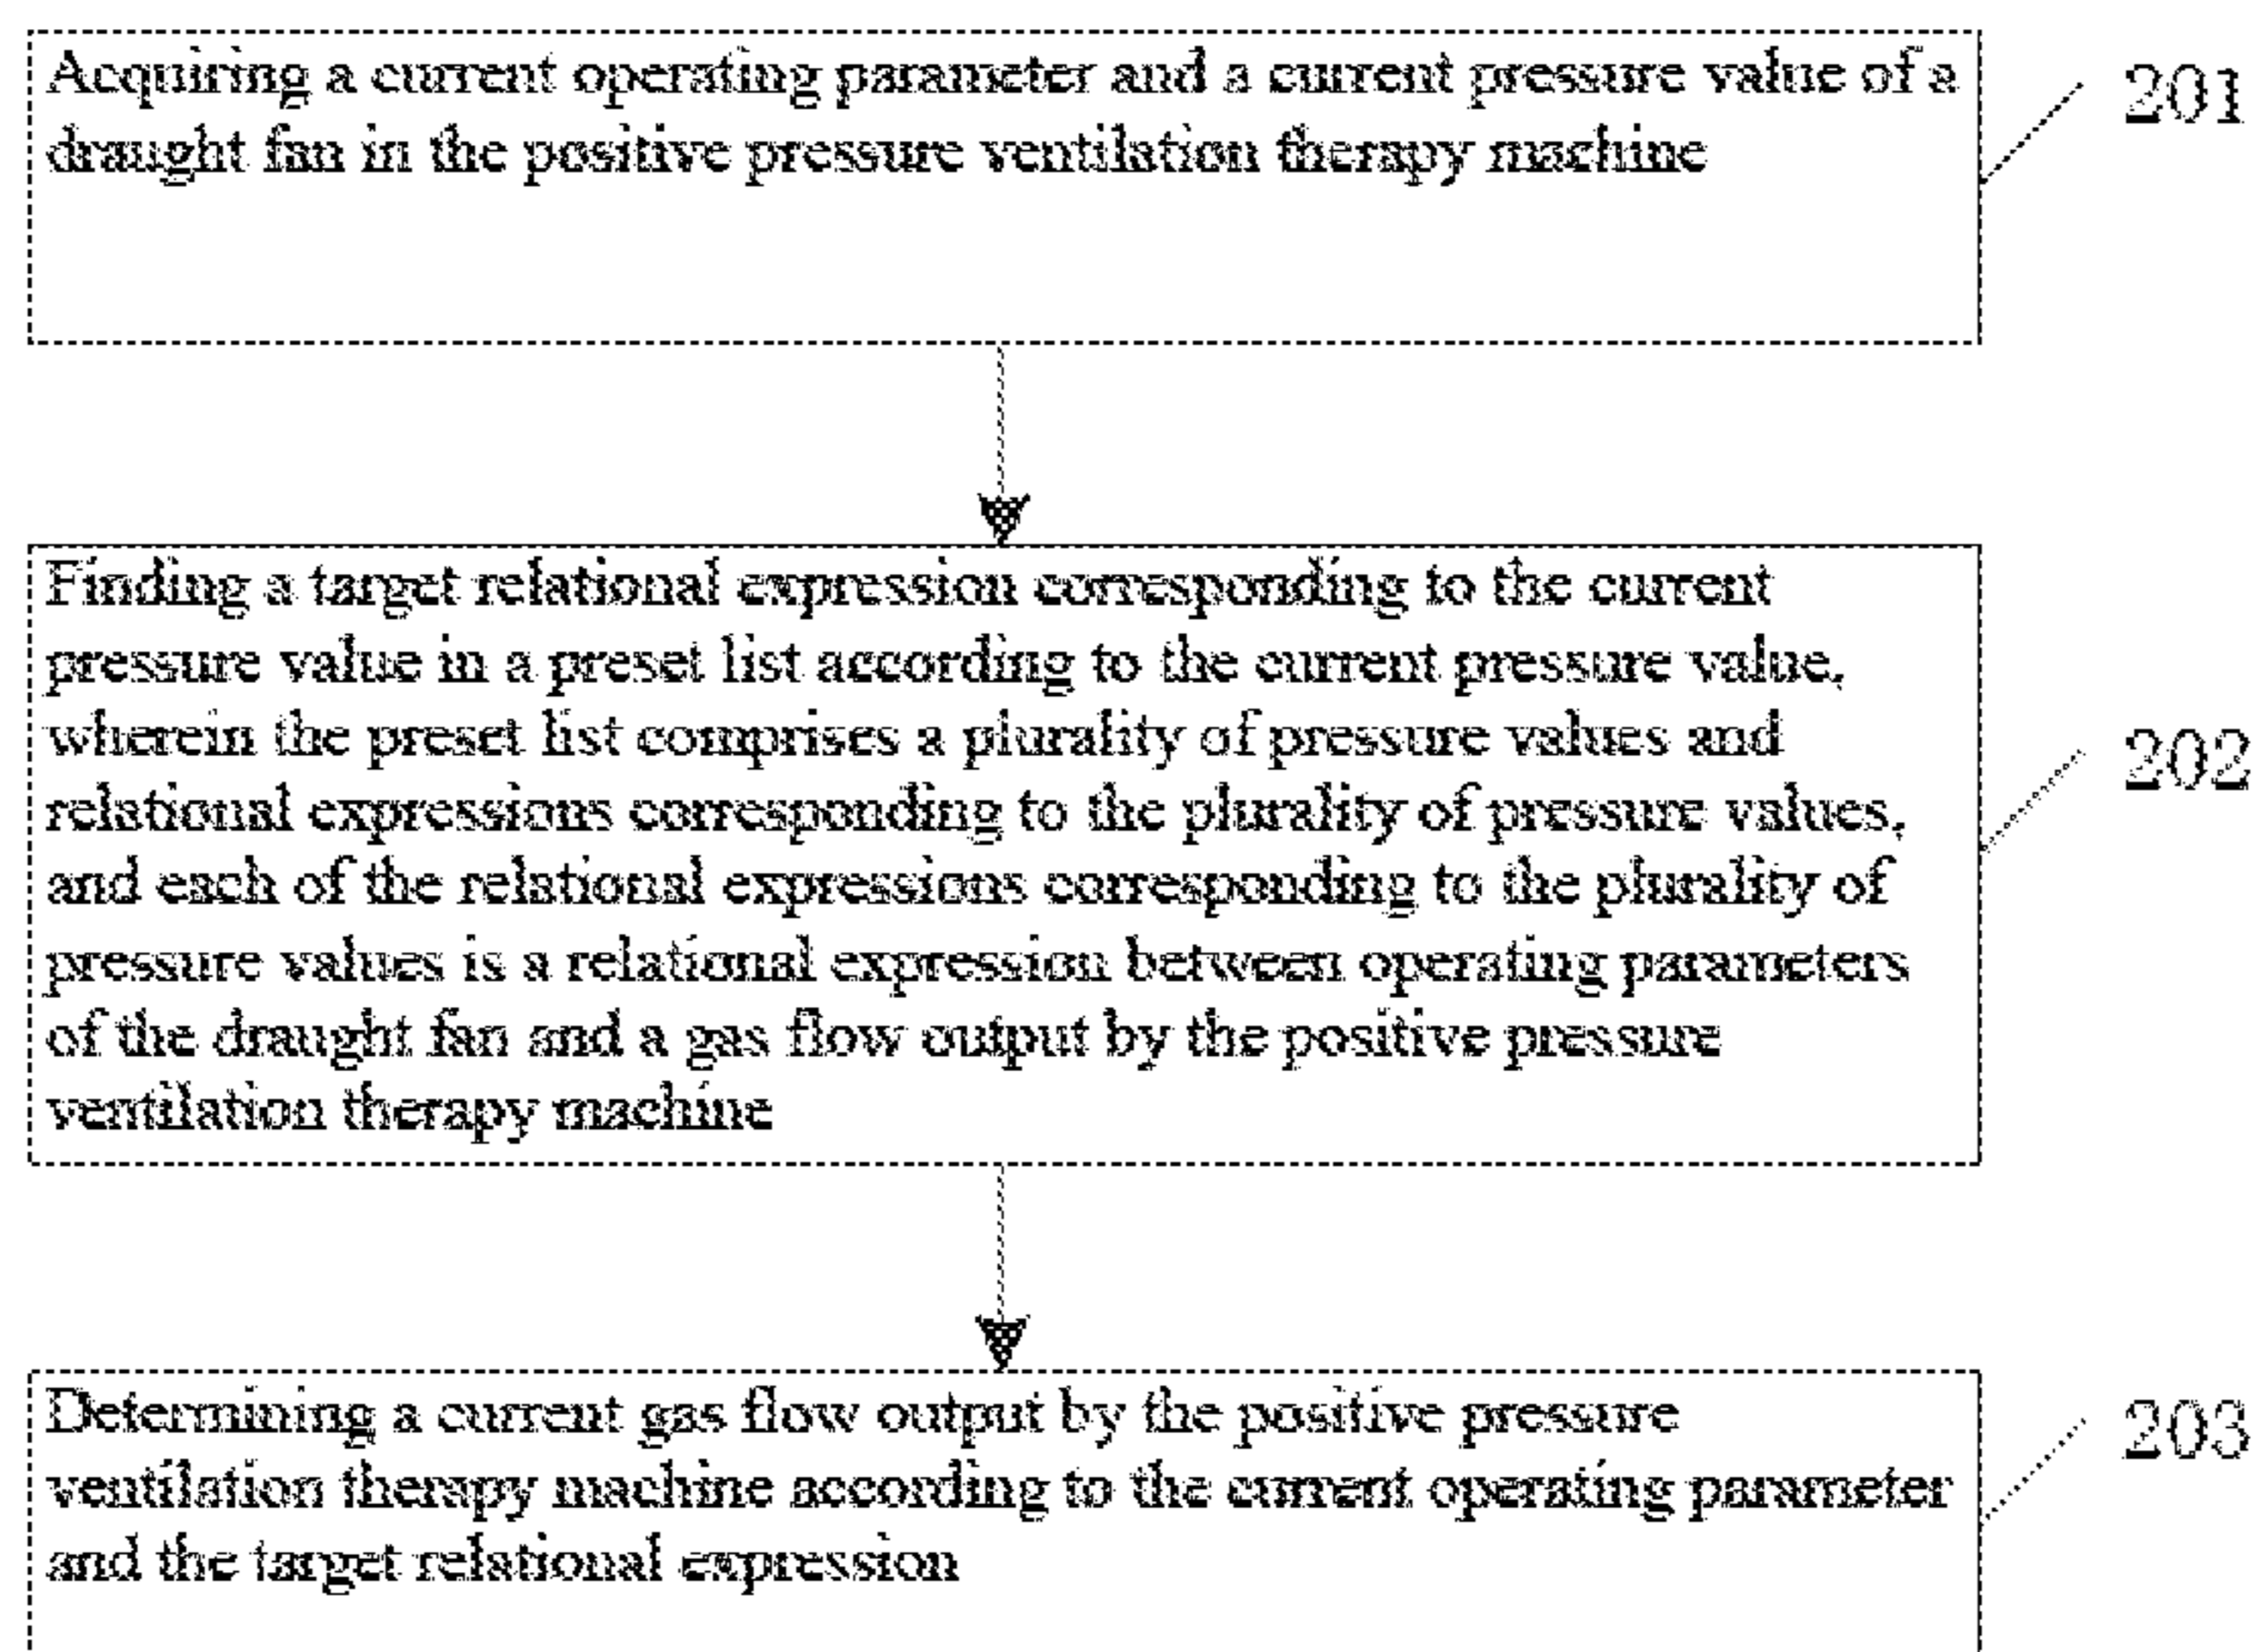 Acquiring a current operating parameter and a current pressure value of a
draught fan in the positive pressure ventilation therapy machine
201
Finding a target relational expression corresponding to the current
pressure value in a preset list according to the current pressure value,
wherein the preset list comprises a plurality of pressure values and
relational expressions corresponding to the plurality of pressure values,
and each of the relational expressions corresponding to the plurality of
pressure values is a relational expression between operating parameters
of the draught fan and a gas flow output by the positive pressure
ventilation therapy machine
202
Determining a current gas flow output by the positive pressure
ventilation therapy machine according to the current operating parameter
and the target relational expression
203